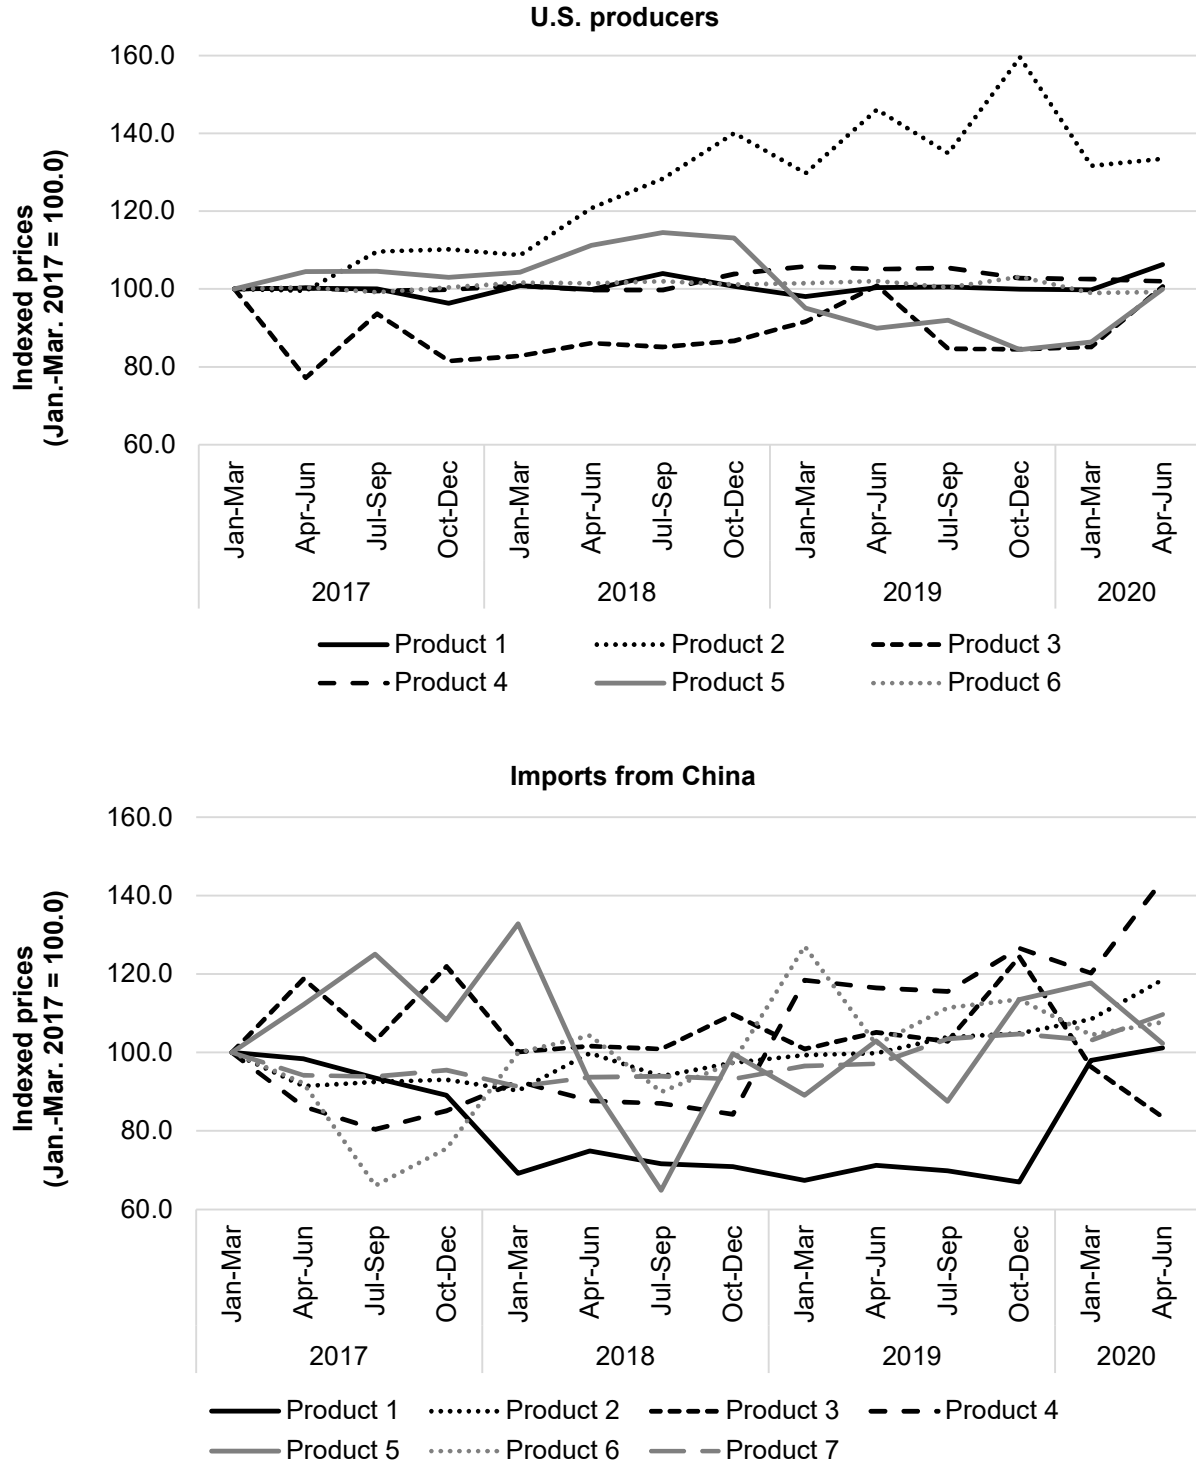 U.S. producers
Indexed prices
(Jan.-Mar. 2017 = 100.0)
160.0
140.0
120.0
100.0
80.0
60.0
Jan-Mar
Apr-Jun
Jul-Sep
Oct-Dec
Jan-Mar
Apr-Jun
Jul-Sep
Oct-Dec
Jan-Mar
Apr-Jun
Jul-Sep
Oct-Dec
Jan-Mar
Apr-Jun
2017 2018 2019 2020
Product 1 Product 2 Product 3
Product 4 Product 5 Product 6
Imports from China
Indexed prices
(Jan.-Mar. 2017 = 100.0)
160.0
140.0
120.0
100.0
80.0
60.0
Jan-Mar
Apr-Jun
Jul-Sep
Oct-Dec
Jan-Mar
Apr-Jun
Jul-Sep
Oct-Dec
Jan-Mar
Apr-Jun
Jul-Sep
Oct-Dec
Jan-Mar
Apr-Jun
2017 2018 2019 2020
Product 1 Product 2 Product 3 Product 4
Product 5 Product 6 Product 7